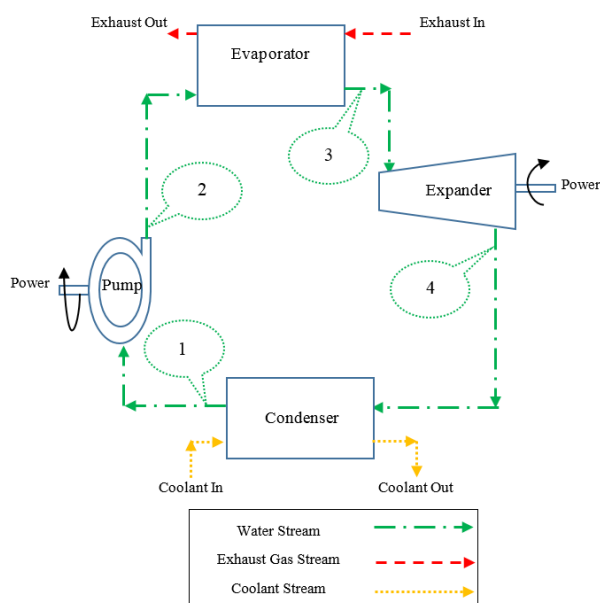 Exhaust Out
Exhaust In
Evaporator
3
2
Expander
Power
Power
Pump
4
1
Condenser
Coolant In
Coolant Out
Water Stream
Exhaust Gas Stream
Coolant Stream